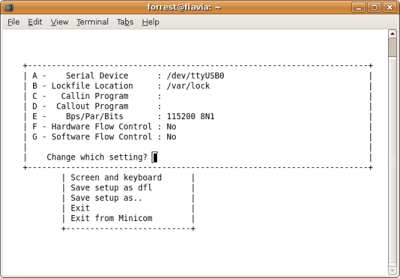 forrest@flavia: ~
File Edit View Terminal Tabs Help
+-----------------------------------------------------------------------+
| A -    Serial Device      : /dev/ttyUSB0                              |
| B - Lockfile Location     : /var/lock                                 |
| C -   Callin Program      :                                           |
| D -  Callout Program      :                                           |
| E -    Bps/Par/Bits       : 115200 8N1                                |
| F - Hardware Flow Control : No                                        |
| G - Software Flow Control : No                                        |
|                                                                       |
|    Change which setting?                                              |
+-----------------------------------------------------------------------+
| Screen and keyboard      |
| Save setup as dfl        |
| Save setup as..          |
| Exit                     |
| Exit from Minicom        |
+--------------------------+